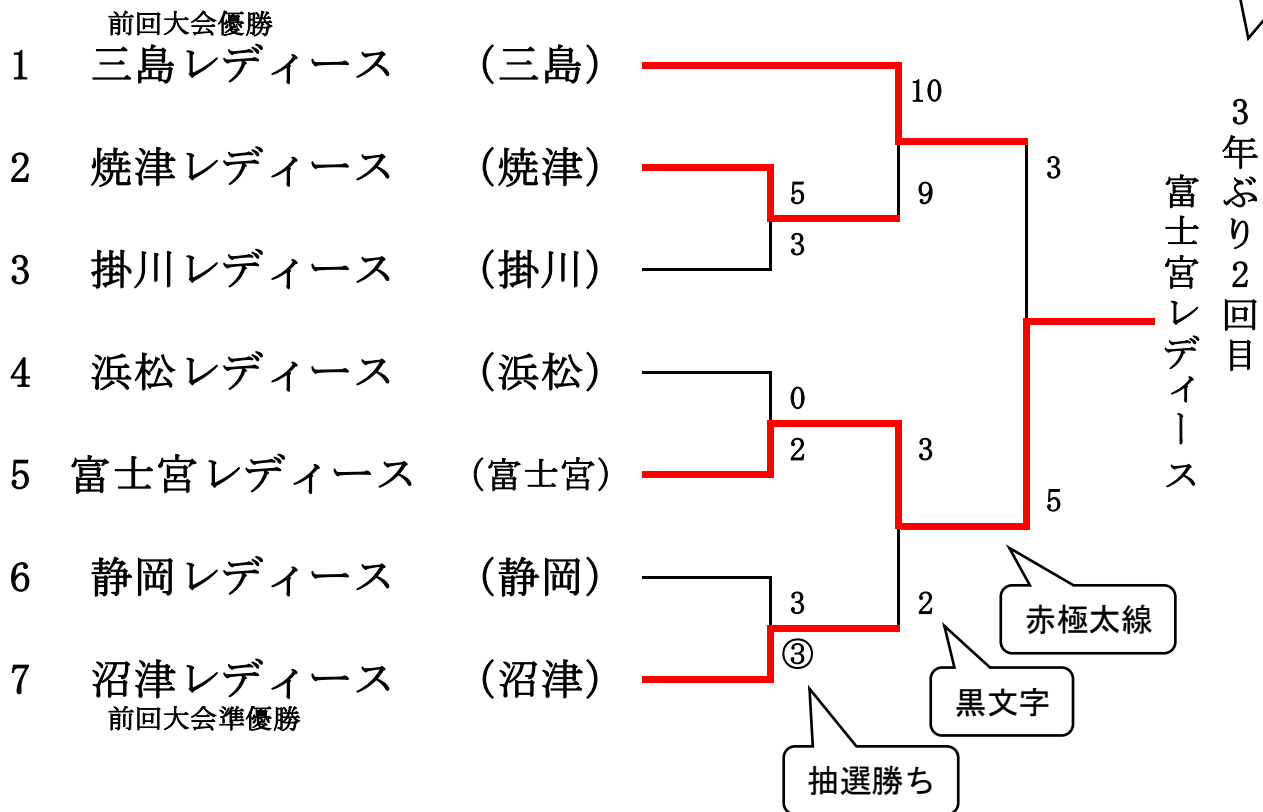 前回大会優勝
1 三島レディース (三島)
10
2 焼津レディース (焼津)
5
9
3
3
3 掛川レディース (掛川)
4 浜松レディース (浜松)
0
5 富士宮レディース (富士宮)
2
3
5
6 静岡レディース (静岡)
3
2
7 沼津レディース (沼津)
③
前回大会準優勝
3年ぶり2回目
富士宮レディース
赤極太線
黒文字
抽選勝ち